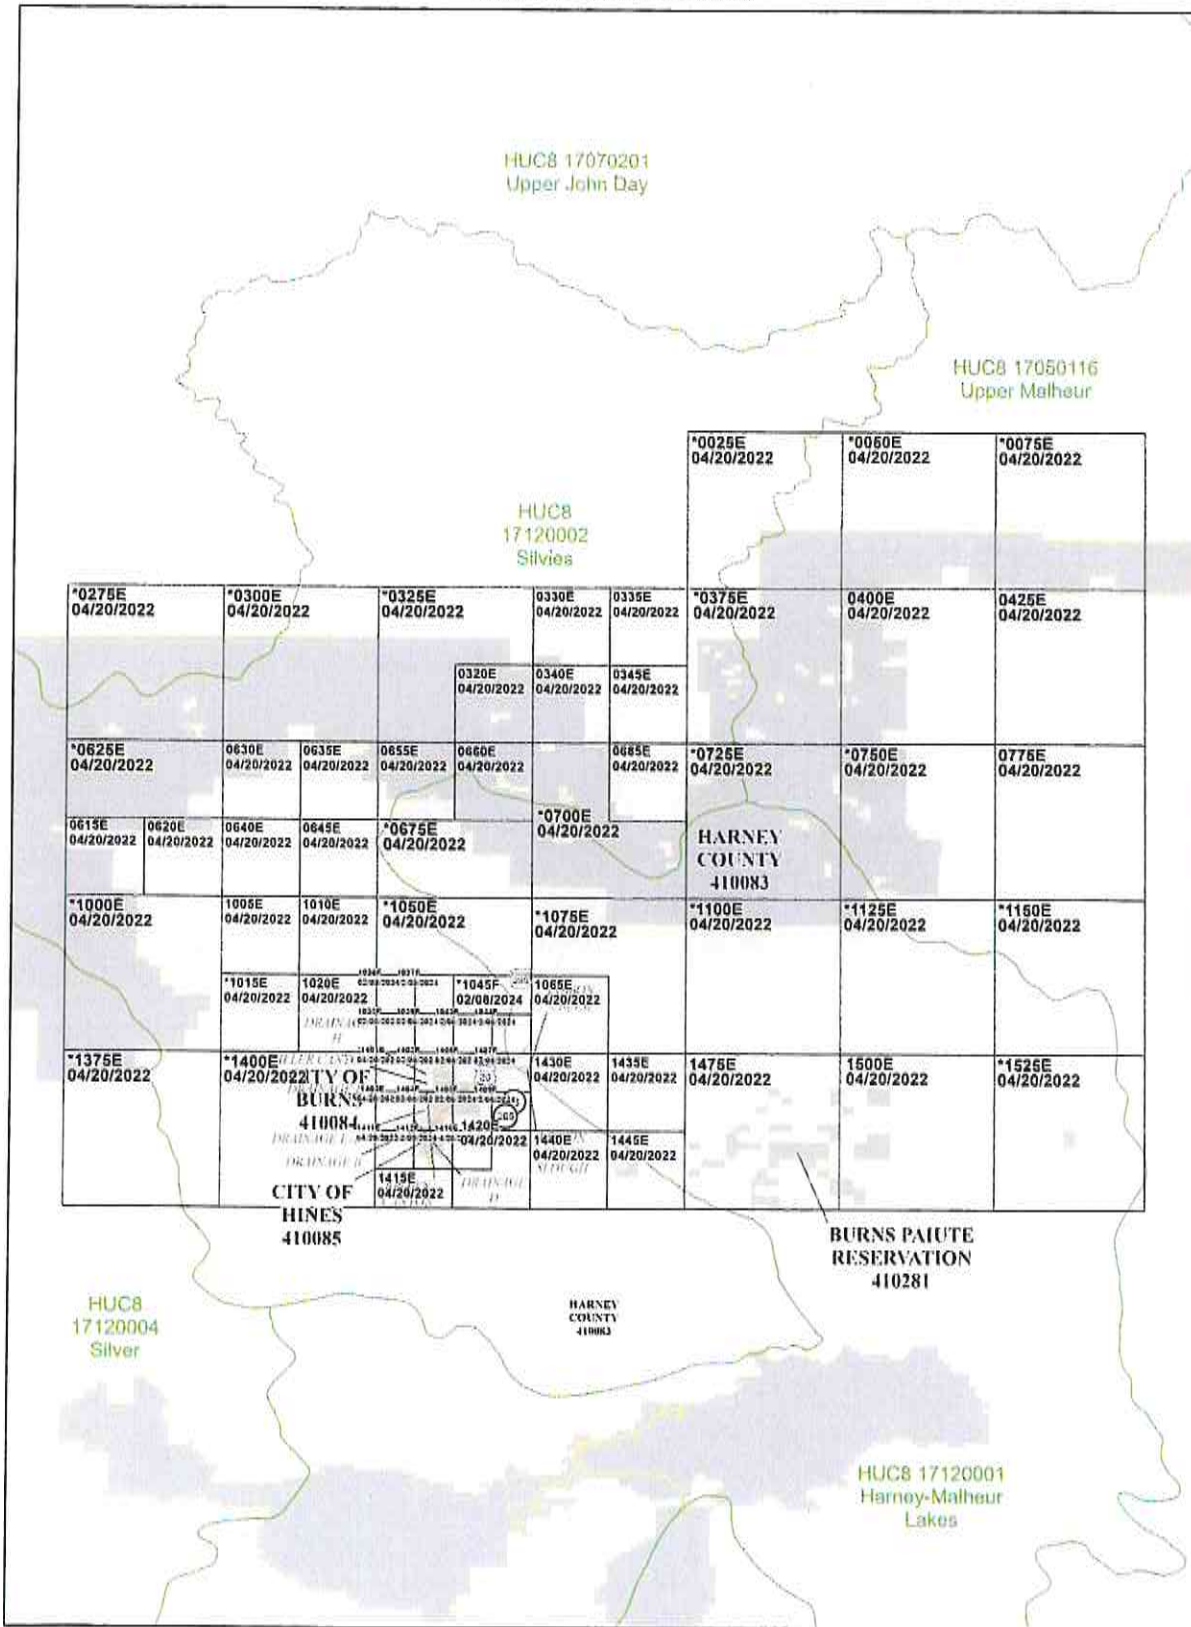 HUC8 17070201
Upper John Day
HUC8 17050116
Upper Malheur
*0025E
04/20/2022
*0050E
04/20/2022
*0075E
04/20/2022
HUC8
17120002
Silvies
*0275E
04/20/2022
*0300E
04/20/2022
*0325E
04/20/2022
0330E
04/20/2022
0335E
04/20/2022
*0375E
04/20/2022
0400E
04/20/2022
0425E
04/20/2022
0320E
04/20/2022
0340E
04/20/2022
0345E
04/20/2022
*0625E
04/20/2022
0630E
04/20/2022
0635E
04/20/2022
0655E
04/20/2022
0660E
04/20/2022
0685E
04/20/2022
*0725E
04/20/2022
*0750E
04/20/2022
0775E
04/20/2022
0615E
04/20/2022
0620E
04/20/2022
0640E
04/20/2022
0645E
04/20/2022
*0675E
04/20/2022
*0700E
04/20/2022
HARNEY
COUNTY
410083
*1000E
04/20/2022
1005E
04/20/2022
1010E
04/20/2022
*1050E
04/20/2022
*1075E
04/20/2022
*1100E
04/20/2022
*1125E
04/20/2022
*1150E
04/20/2022
*1015E
04/20/2022
1020E
04/20/2022
*1045F
02/08/2024
1065E
04/20/2022
*1375E
04/20/2022
*1400E
04/20/2022
CITY OF
BURNS
410084
20
1430E
04/20/2022
1435E
04/20/2022
1475E
04/20/2022
1500E
04/20/2022
*1525E
04/20/2022
1420E
04/20/2022
1440E
04/20/2022
SLOUGH
1445E
04/20/2022
1415E
04/20/2022
DRAINAGE
D
CITY OF
HINES
410085
BURNS PAIUTE
RESERVATION
410281
HUC8
17120004
Silver
HARNEY
COUNTY
410083
HUC8 17120001
Harney-Malheur
Lakes